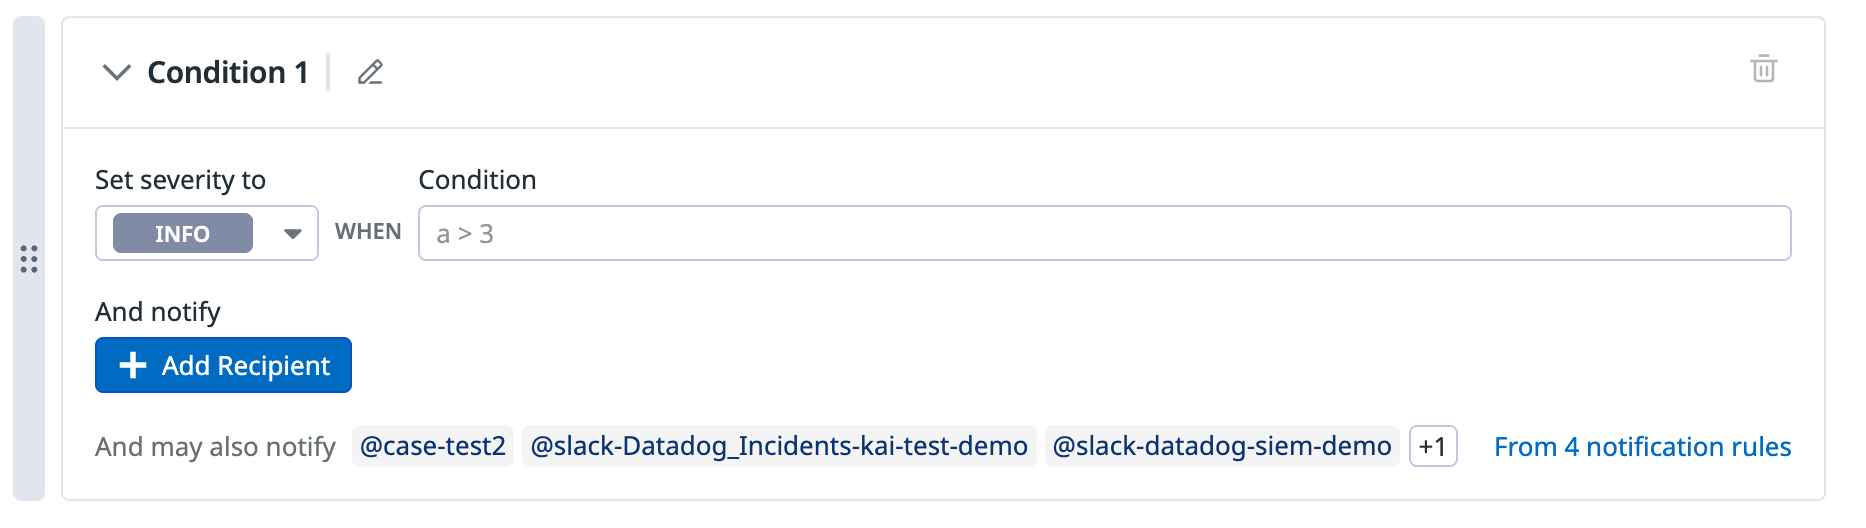 Condition 1
Set severity to
Condition
INFO
WHEN
a > 3
And notify
Add Recipient
And may also notify @case-test2 @slack-Datadog_Incidents-kai-test-demo @slack-datadog-siem-demo +1 From 4 notification rules